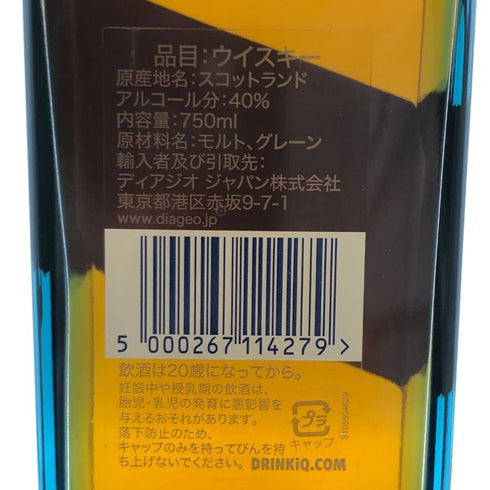 品目:ウイスキー
原産地名:スコットランド
アルコール分:40%
内容量:750ml
原材料名:モルト、グレーン
輸入者及び引取先:
ディアジオ ジャパン株式会社
東京都港区赤坂9-7-1
www.diageo.jp
5 000267 114279 >
飲酒は20歳になってから。
妊娠中や授乳期の飲酒は、
胎児・乳児の発育に悪影響を
与えるおそれがあります。
落下防止のため、
キャップのみを持ってびんを持
ち上げないでください。 DRINKiQ.COM
プラ
キャップ
3105504629